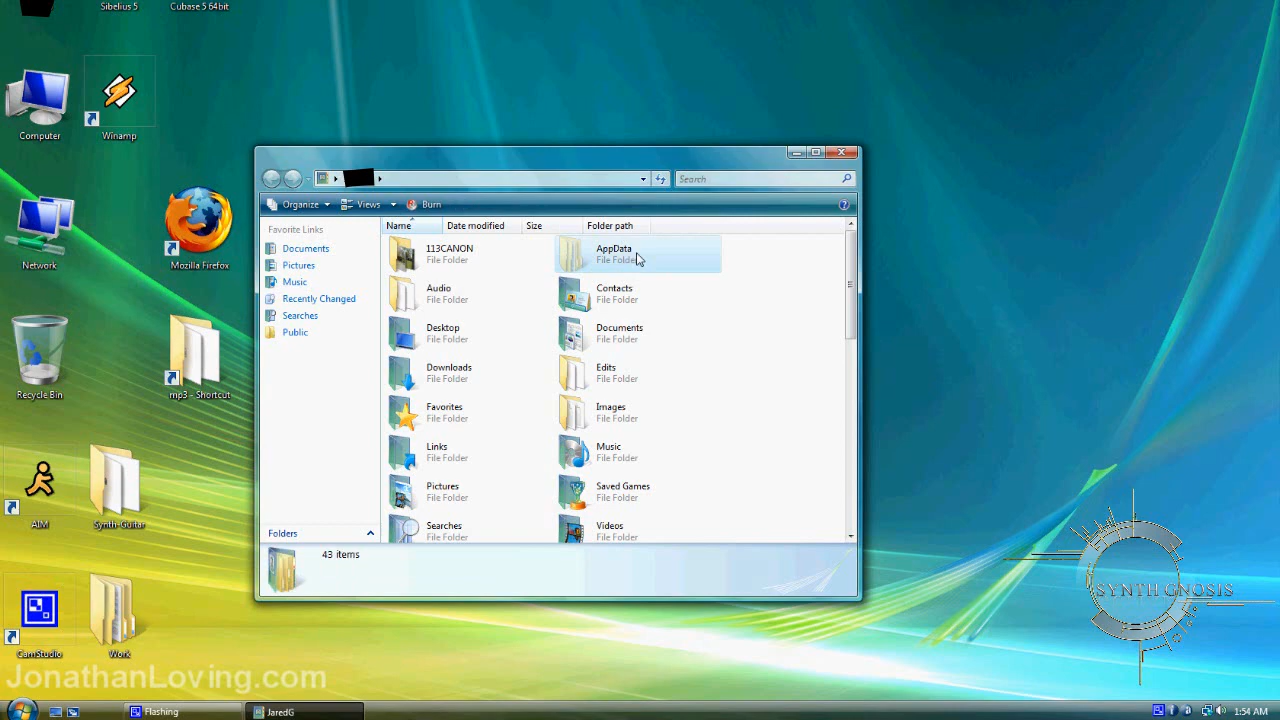 Sibelius 5
Cubase 5 64bit
Computer
Winamp
Network
Mozilla Firefox
Recycle Bin
mp3 - Shortcut
AIM
Synth-Guitar
CamStudio
Work
Search
Organize
Views
Burn
Favorite Links
Documents
Pictures
Music
Recently Changed
Searches
Public
Folders
Name
Date modified
Size
Folder path
113CANON
File Folder
AppData
File Folder
Audio
File Folder
Contacts
File Folder
Desktop
File Folder
Documents
File Folder
Downloads
File Folder
Edits
File Folder
Favorites
File Folder
Images
File Folder
Links
File Folder
Music
File Folder
Pictures
File Folder
Saved Games
File Folder
Searches
File Folder
Videos
File Folder
43 items
SYNTH GNOSIS
JonathanLoving.com
Flashing
JaredG
1:54 AM